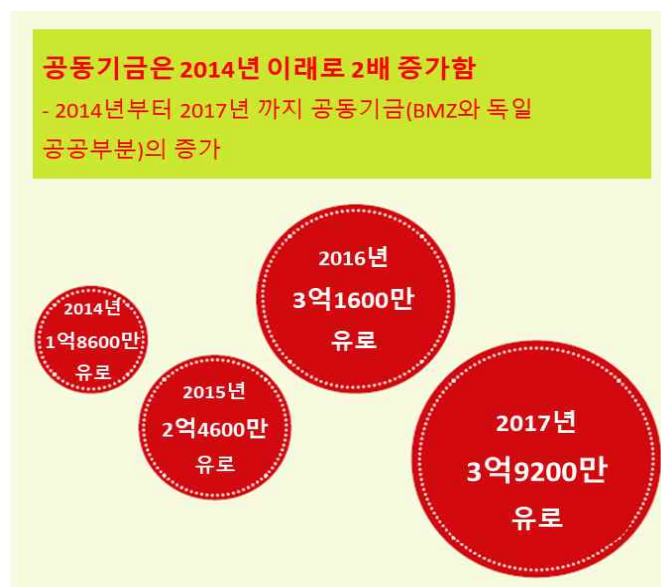 공동기금은 2014년 이래로 2배 증가함
- 2014년부터 2017년 까지 공동기금(BMZ와 독일
공공부분)의 증가
2014년
1억8600만
유로
2015년
2억4600만
유로
2016년
3억1600만
유로
2017년
3억9200만
유로